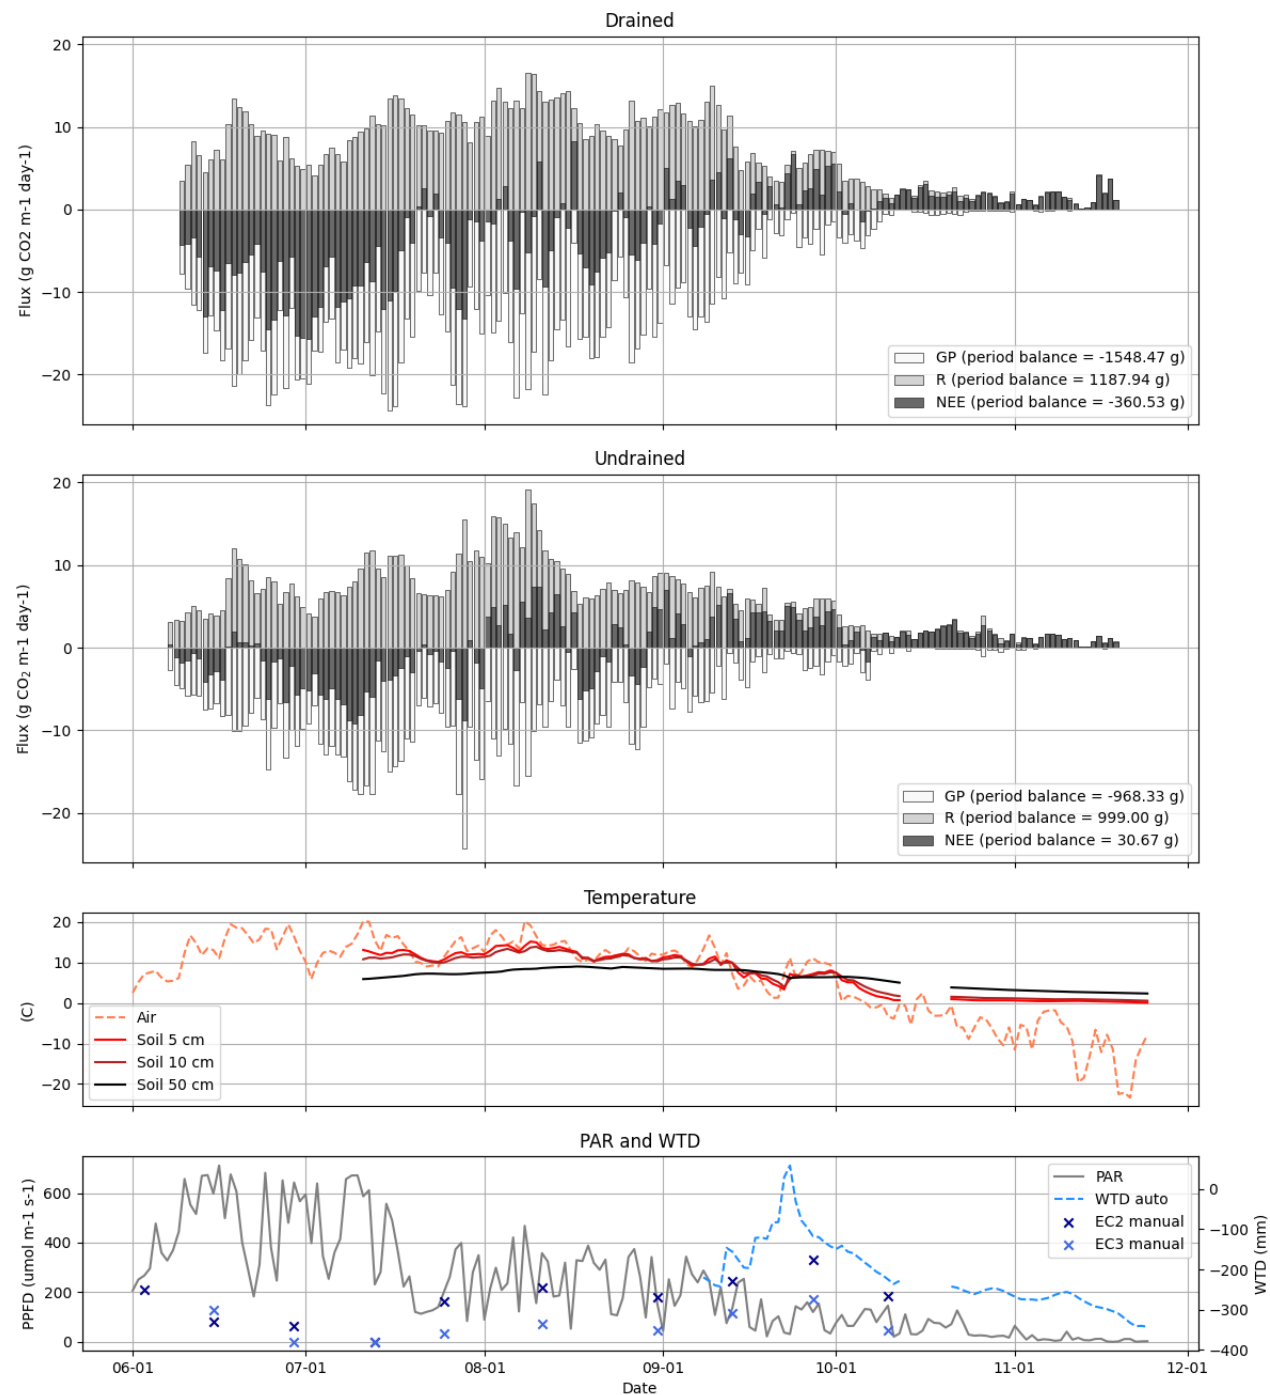 Drained
20
10
0
−10
−20
Flux (g CO2 m-1 day-1)
GP (period balance = -1548.47 g)
R (period balance = 1187.94 g)
NEE (period balance = -360.53 g)
Undrained
20
10
0
−10
−20
Flux (g CO₂ m-1 day-1)
GP (period balance = -968.33 g)
R (period balance = 999.00 g)
NEE (period balance = 30.67 g)
Temperature
20
10
0
−10
−20
(C)
Air
Soil 5 cm
Soil 10 cm
Soil 50 cm
PAR and WTD
600
400
200
0
PPFD (umol m-1 s-1)
PAR
WTD auto
EC2 manual
EC3 manual
0
−100
−200
−300
−400
WTD (mm)
06-01 07-01 08-01 09-01 10-01 11-01 12-01
Date